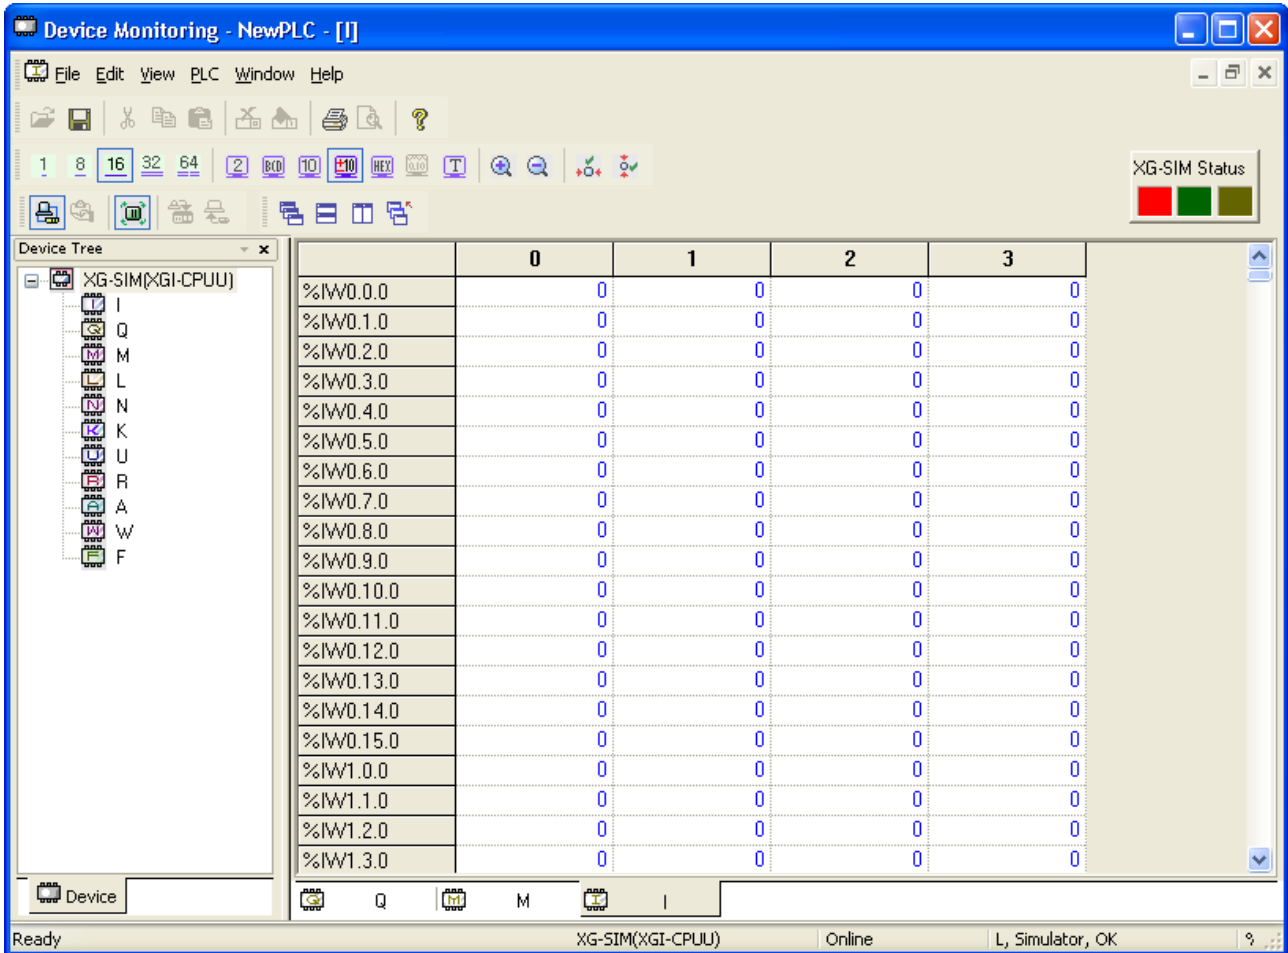 Device Monitoring - NewPLC - [I]
File Edit View PLC Window Help
1 8 16 32 64 2 BCD 10 ±10 HEX 0.10 T
XG-SIM Status
Device Tree
XG-SIM(XGI-CPUU)
I
Q
M
L
N
K
U
R
A
W
F
0 1 2 3
%IW0.0.0 0 0 0 0
%IW0.1.0 0 0 0 0
%IW0.2.0 0 0 0 0
%IW0.3.0 0 0 0 0
%IW0.4.0 0 0 0 0
%IW0.5.0 0 0 0 0
%IW0.6.0 0 0 0 0
%IW0.7.0 0 0 0 0
%IW0.8.0 0 0 0 0
%IW0.9.0 0 0 0 0
%IW0.10.0 0 0 0 0
%IW0.11.0 0 0 0 0
%IW0.12.0 0 0 0 0
%IW0.13.0 0 0 0 0
%IW0.14.0 0 0 0 0
%IW0.15.0 0 0 0 0
%IW1.0.0 0 0 0 0
%IW1.1.0 0 0 0 0
%IW1.2.0 0 0 0 0
%IW1.3.0 0 0 0 0
Device
Q M I
Ready XG-SIM(XGI-CPUU) Online L, Simulator, OK